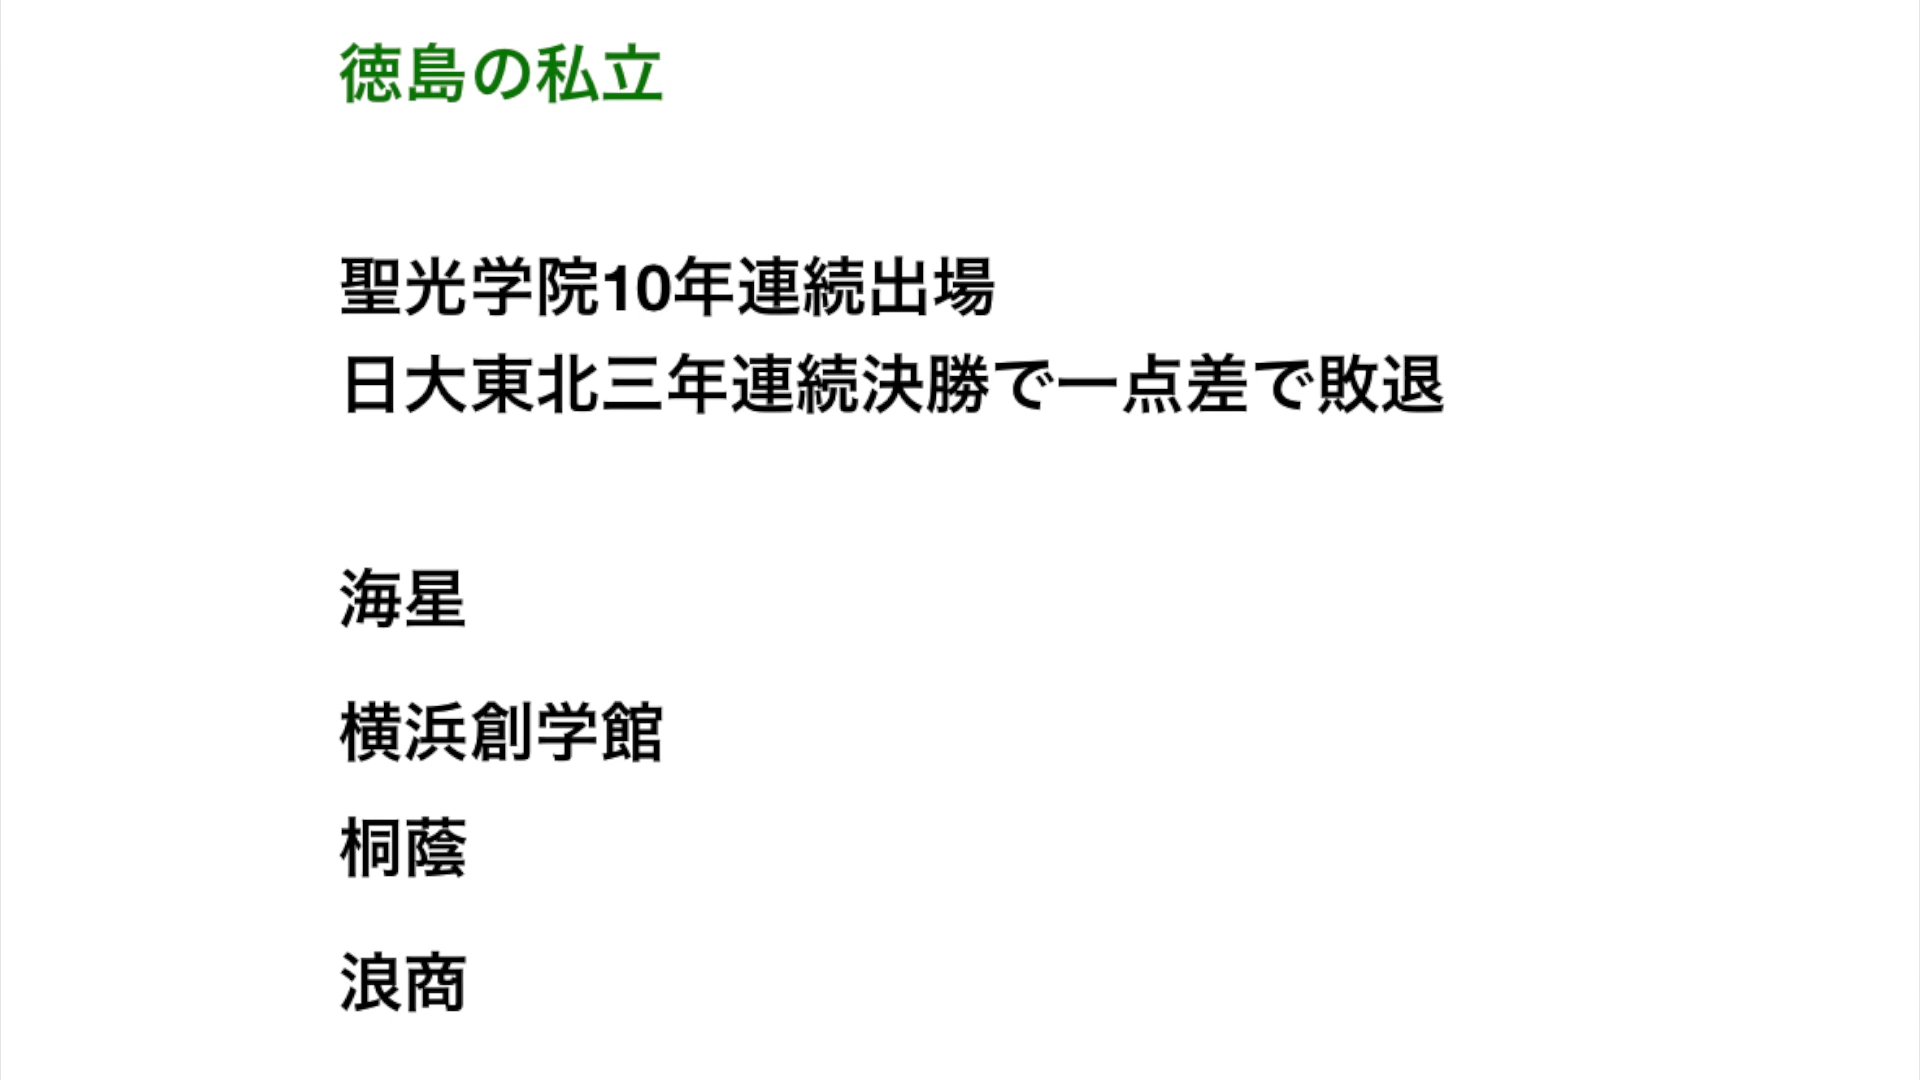 徳島の私立
聖光学院10年連続出場
日大東北三年連続決勝で一点差で敗退
海星
横浜創学館
桐蔭
浪商